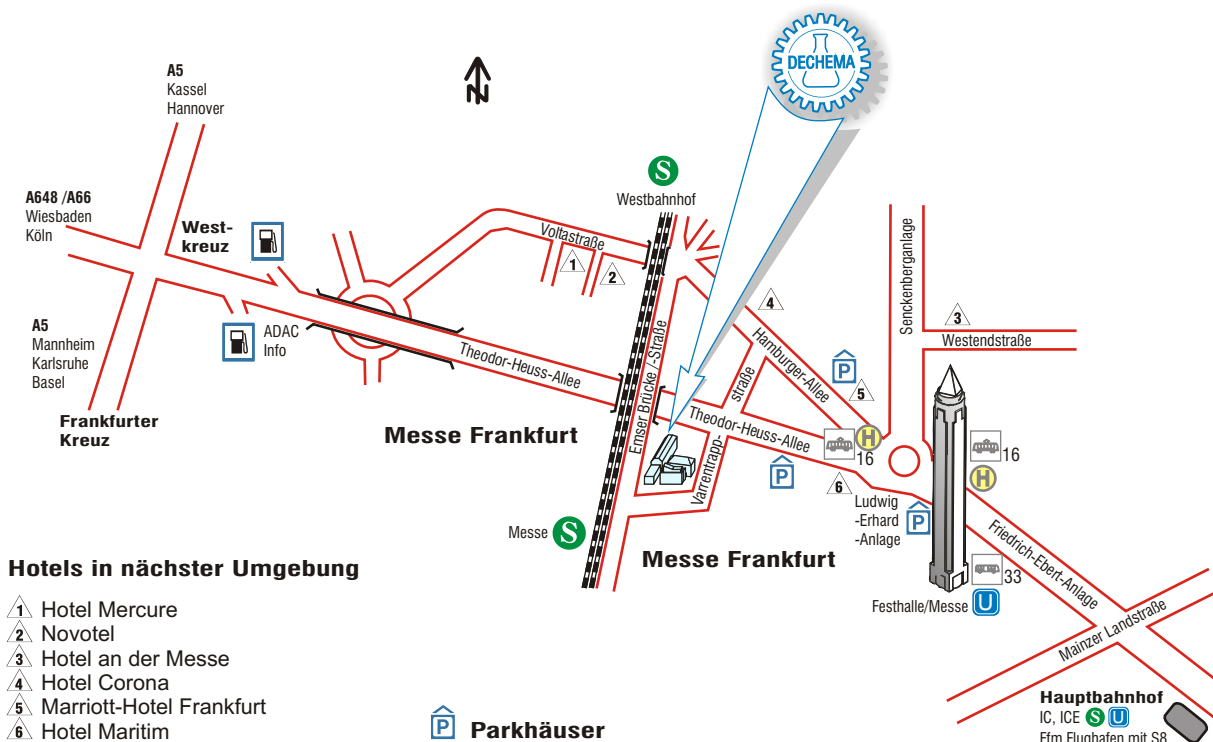 DECHEMA
N
A5
Kassel
Hannover
A648 /A66
Wiesbaden
Köln
West-
kreuz
S
Westbahnhof
Voltastraße
1
2
A5
Mannheim
Karlsruhe
Basel
ADAC
Info
Frankfurter
Kreuz
Theodor-Heuss-Allee
Emser Brücke /-Straße
Messe Frankfurt
4
Hamburger-Allee
P
5
Senckenberganlage
3
Westendstraße
Varrentrapp-
straße
Theodor-Heuss-Allee
P
6
H
16
16
H
Ludwig
-Erhard
-Anlage
P
Friedrich-Ebert-Anlage
33
Festhalle/Messe U
Mainzer Landstraße
Messe S
Messe Frankfurt
Hauptbahnhof
IC, ICE S U
Ffm Flughafen mit S8
Hotels in nächster Umgebung
1 Hotel Mercure
2 Novotel
3 Hotel an der Messe
4 Hotel Corona
5 Marriott-Hotel Frankfurt
6 Hotel Maritim
P Parkhäuser